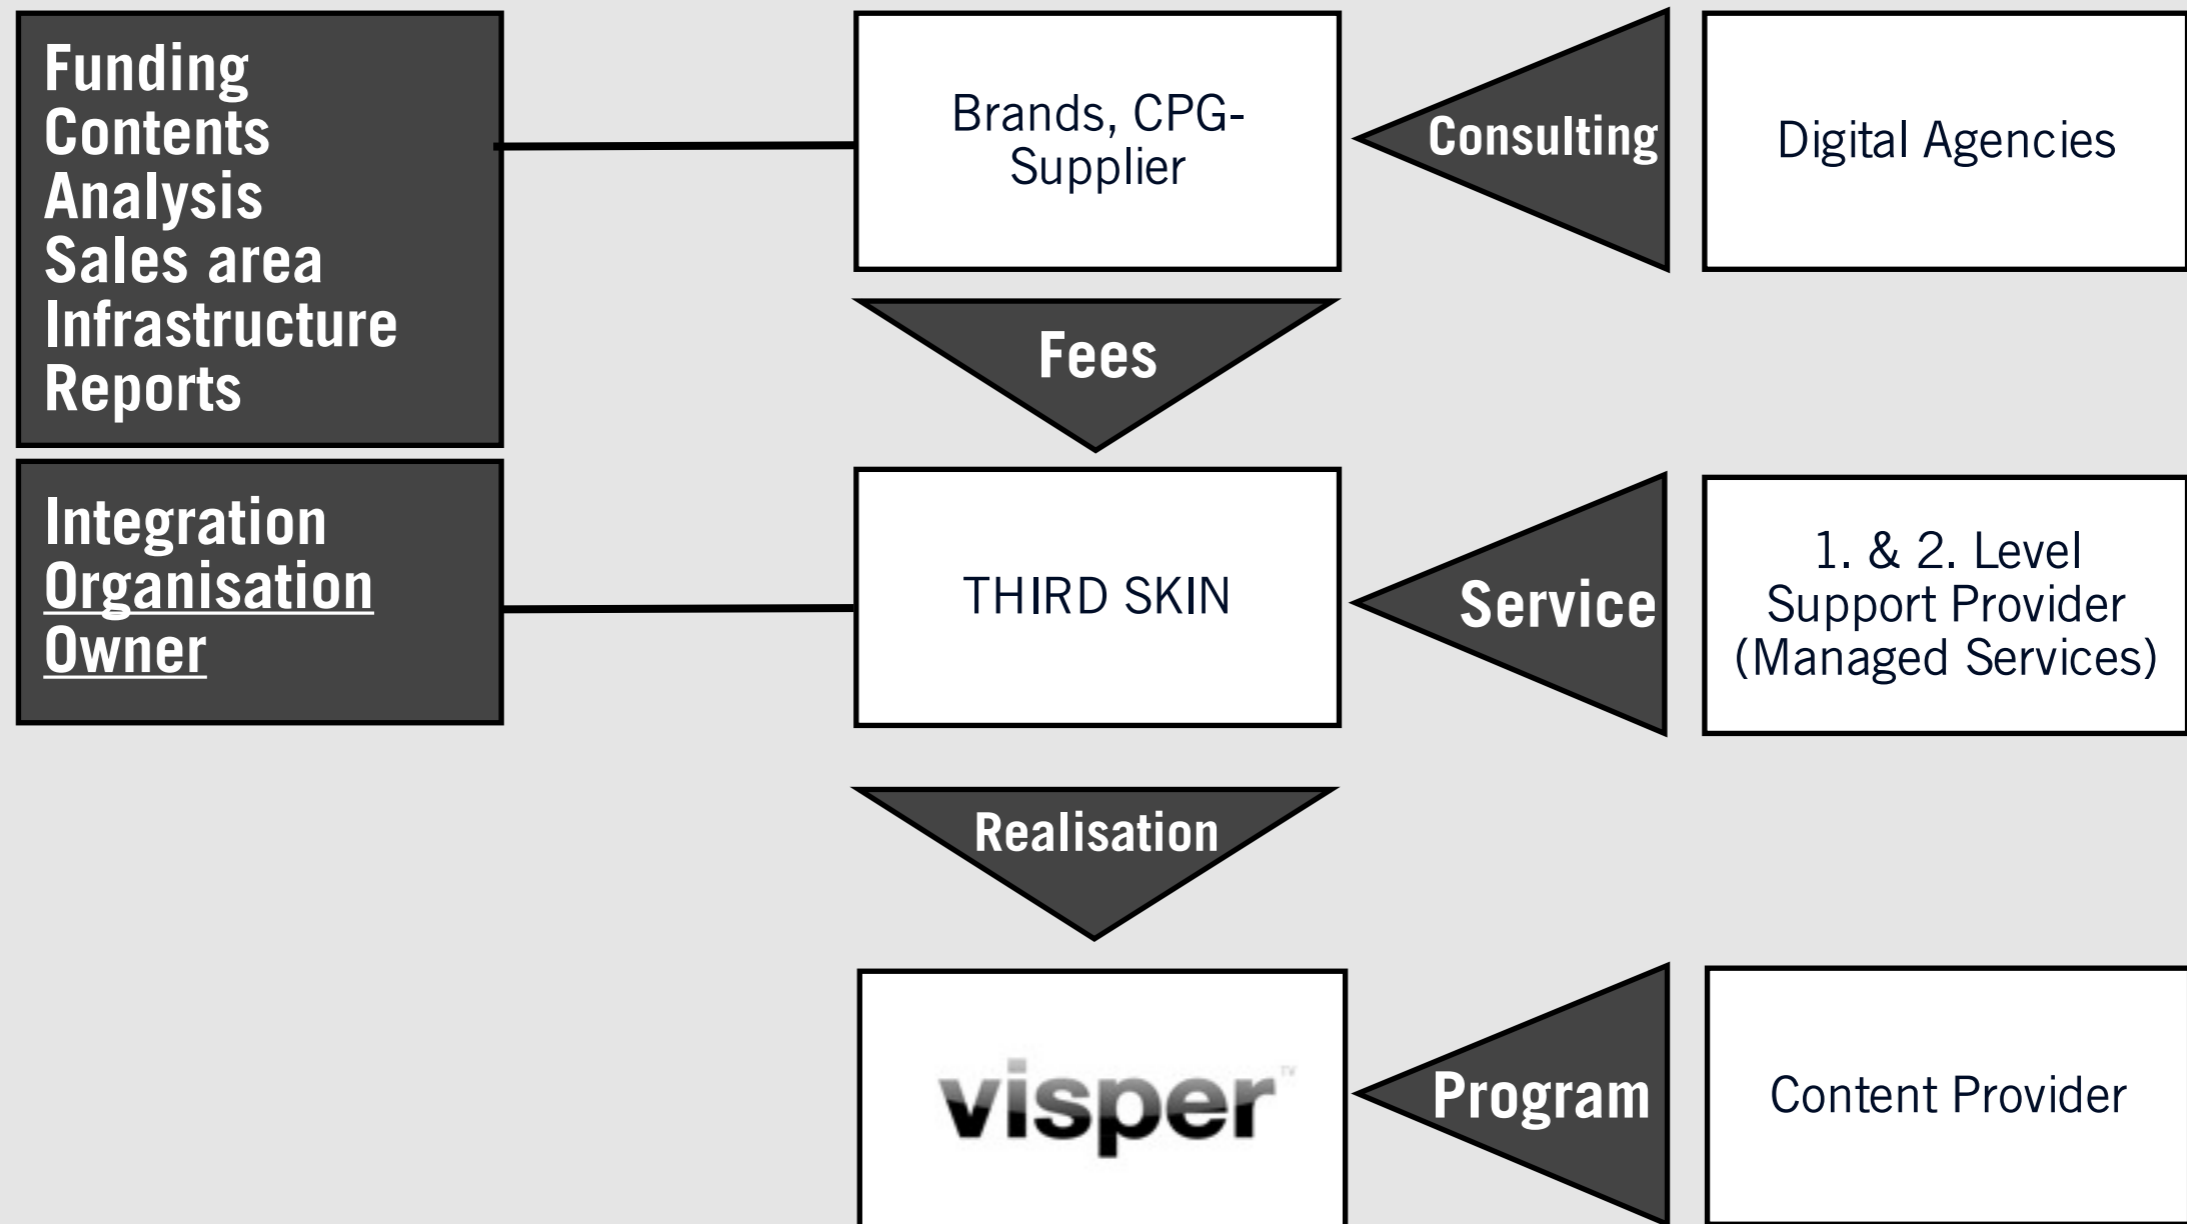 Funding
Contents
Analysis
Sales area
Infrastructure
Reports
Brands, CPG-
Supplier
Consulting
Digital Agencies
Fees
Integration
Organisation
Owner
THIRD SKIN
Service
1. & 2. Level
Support Provider
(Managed Services)
Realisation
visper™
Program
Content Provider